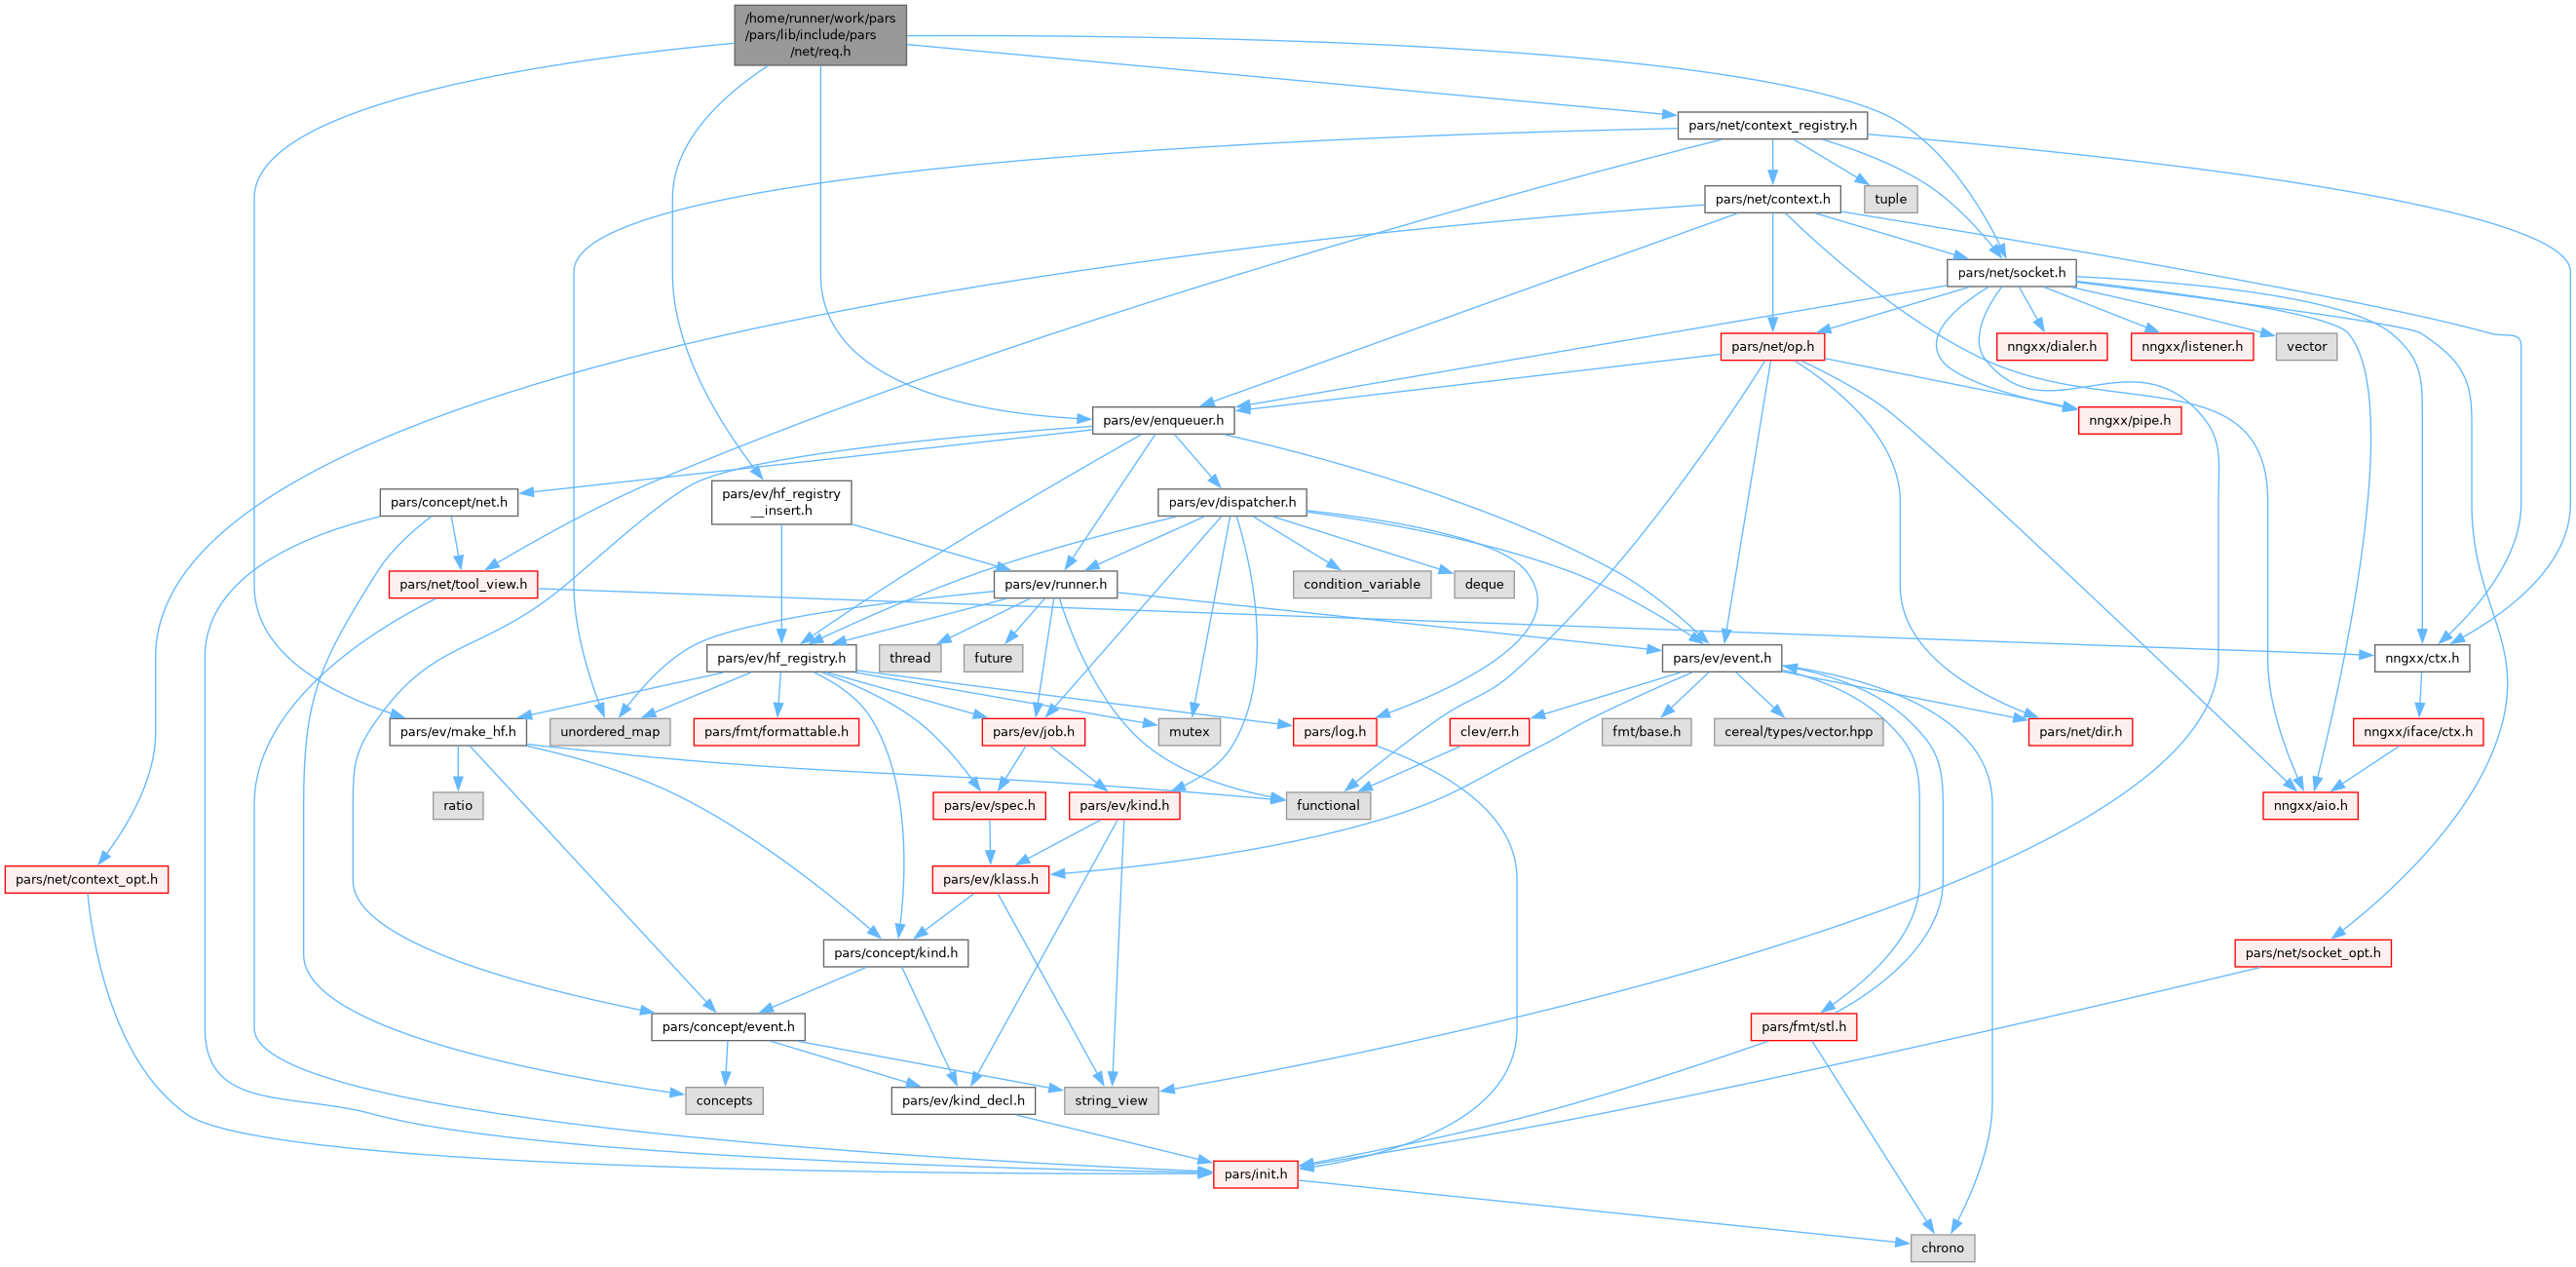 /home/runner/work/pars
/pars/lib/include/pars
/net/req.h
pars/net/context_registry.h
pars/net/context.h
tuple
pars/net/socket.h
pars/net/op.h
nngxx/dialer.h
nngxx/listener.h
vector
pars/ev/enqueuer.h
nngxx/pipe.h
pars/concept/net.h
pars/ev/hf_registry
__insert.h
pars/ev/dispatcher.h
pars/net/tool_view.h
pars/ev/runner.h
condition_variable
deque
pars/ev/hf_registry.h
thread
future
pars/ev/event.h
nngxx/ctx.h
pars/ev/make_hf.h
unordered_map
pars/fmt/formattable.h
pars/ev/job.h
mutex
pars/log.h
clev/err.h
fmt/base.h
cereal/types/vector.hpp
pars/net/dir.h
nngxx/iface/ctx.h
ratio
pars/ev/spec.h
pars/ev/kind.h
functional
nngxx/aio.h
pars/net/context_opt.h
pars/ev/klass.h
pars/concept/kind.h
pars/net/socket_opt.h
pars/concept/event.h
pars/fmt/stl.h
concepts
pars/ev/kind_decl.h
string_view
pars/init.h
chrono